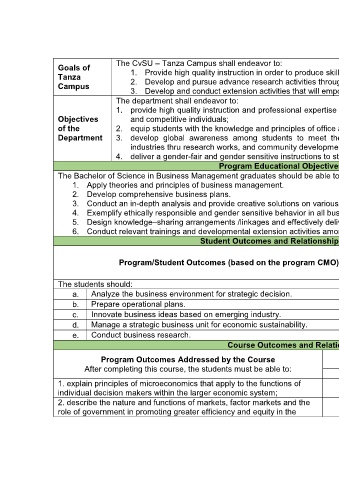 Goals of
Tanza
Campus
The CvSU – Tanza Campus shall endeavor to:
1. Provide high quality instruction in order to produce skil
2. Develop and pursue advance research activities throug
3. Develop and conduct extension activities that will empo
Objectives
of the
Department
The department shall endeavor to:
1. provide high quality instruction and professional expertise
and competitive individuals;
2. equip students with the knowledge and principles of office
3. develop global awareness among students to meet the
industries thru research works, and community developme
4. deliver a gender-fair and gender sensitive instructions to st
Program Educational Objective
The Bachelor of Science in Business Management graduates should be able to
1. Apply theories and principles of business management.
2. Develop comprehensive business plans.
3. Conduct an in-depth analysis and provide creative solutions on various
4. Exemplify ethically responsible and gender sensitive behavior in all bus
5. Design knowledge–sharing arrangements /linkages and effectively deli
6. Conduct relevant trainings and developmental extension activities amo
Student Outcomes and Relationship
Program/Student Outcomes (based on the program CMO)
The students should:
a. Analyze the business environment for strategic decision.
b. Prepare operational plans.
c. Innovate business ideas based on emerging industry.
d. Manage a strategic business unit for economic sustainability.
e. Conduct business research.
Course Outcomes and Relatio
Program Outcomes Addressed by the Course
After completing this course, the students must be able to:
1. explain principles of microeconomics that apply to the functions of
individual decision makers within the larger economic system;
2. describe the nature and functions of markets, factor markets and the
role of government in promoting greater efficiency and equity in the